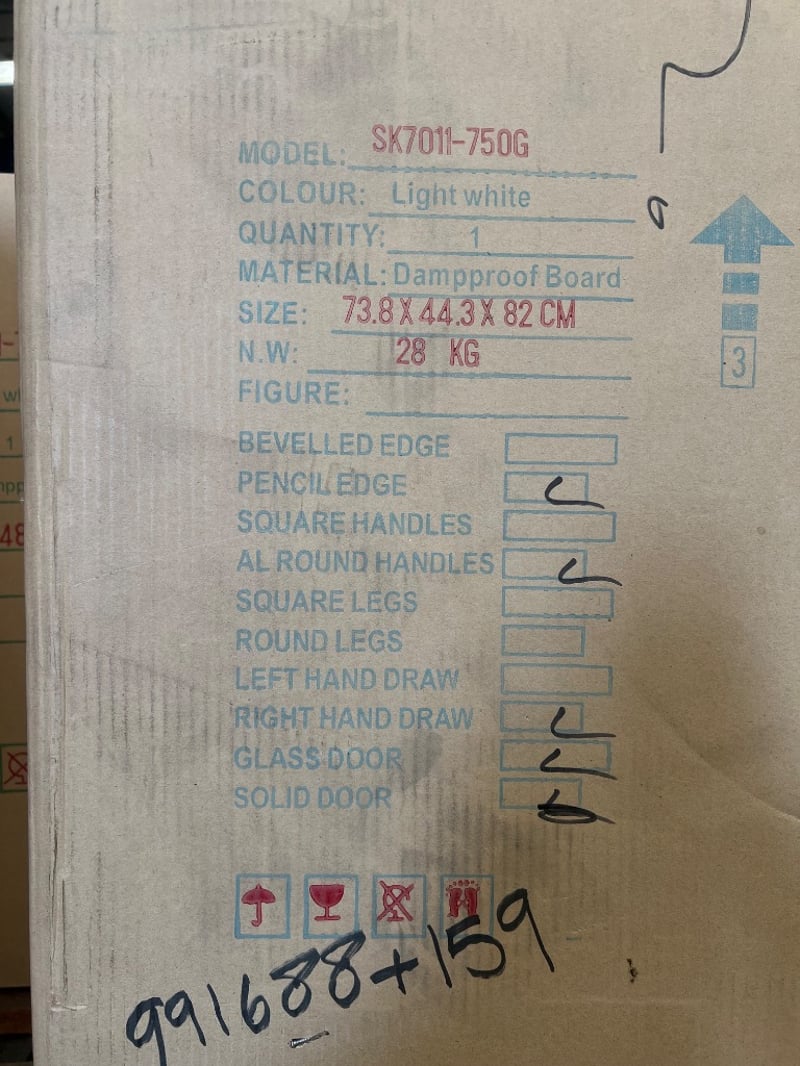 MODEL: SK7011-750G
COLOUR: Light white
QUANTITY: 1
MATERIAL: Dampproof Board
SIZE: 73.8 X 44.3 X 82 CM
N.W: 28 KG
FIGURE:
BEVELLED EDGE
PENCIL EDGE
SQUARE HANDLES
AL ROUND HANDLES
SQUARE LEGS
ROUND LEGS
LEFT HAND DRAW
RIGHT HAND DRAW
GLASS DOOR
SOLID DOOR
3
991688+159
1
48